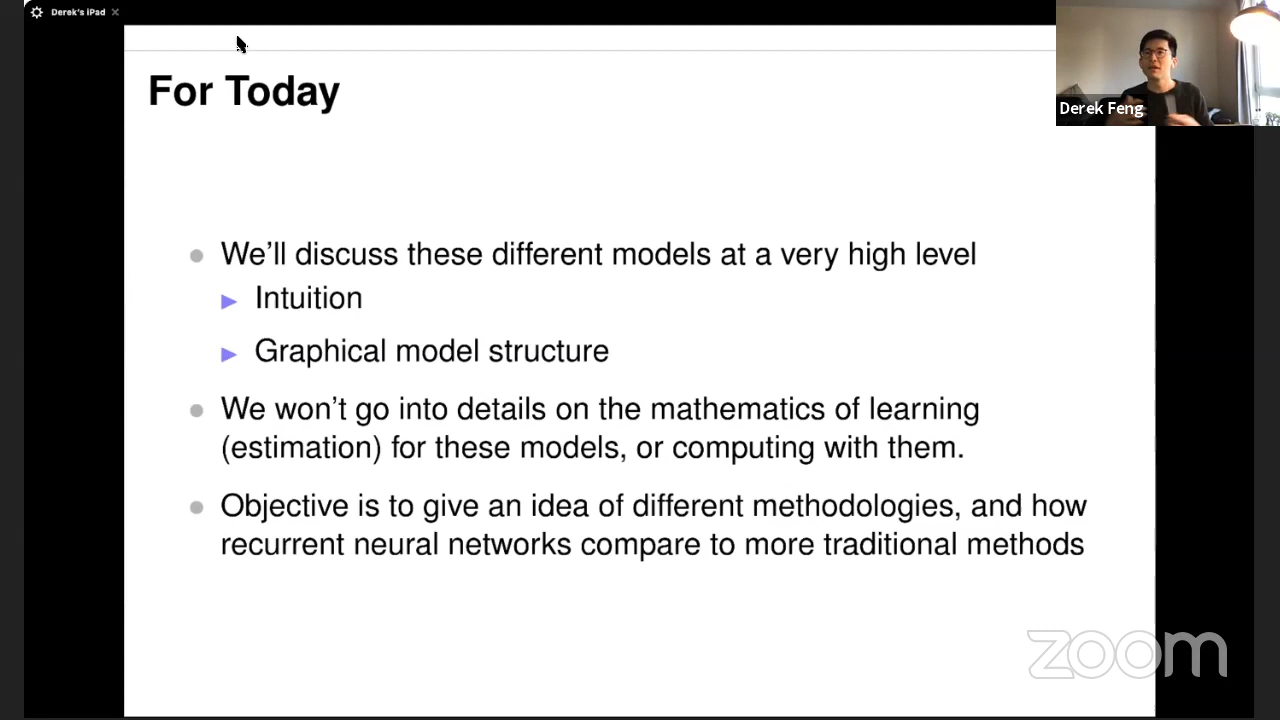 Derek's iPad
For Today
Derek Feng
We'll discuss these different models at a very high level
Intuition
Graphical model structure
We won't go into details on the mathematics of learning
(estimation) for these models, or computing with them.
Objective is to give an idea of different methodologies, and how
recurrent neural networks compare to more traditional methods
zoom